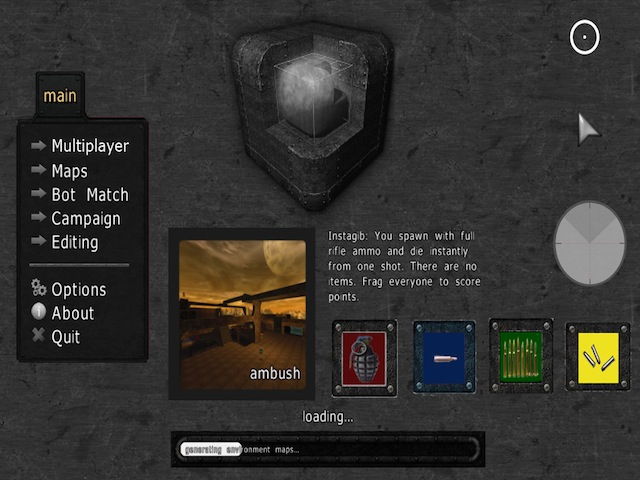 main
Multiplayer
Maps
Bot Match
Campaign
Editing
Options
About
Quit
Instagib: You spawn with full
rifle ammo and die instantly
from one shot. There are no
items. Frag everyone to score
points.
ambush
loading...
generating environment maps...